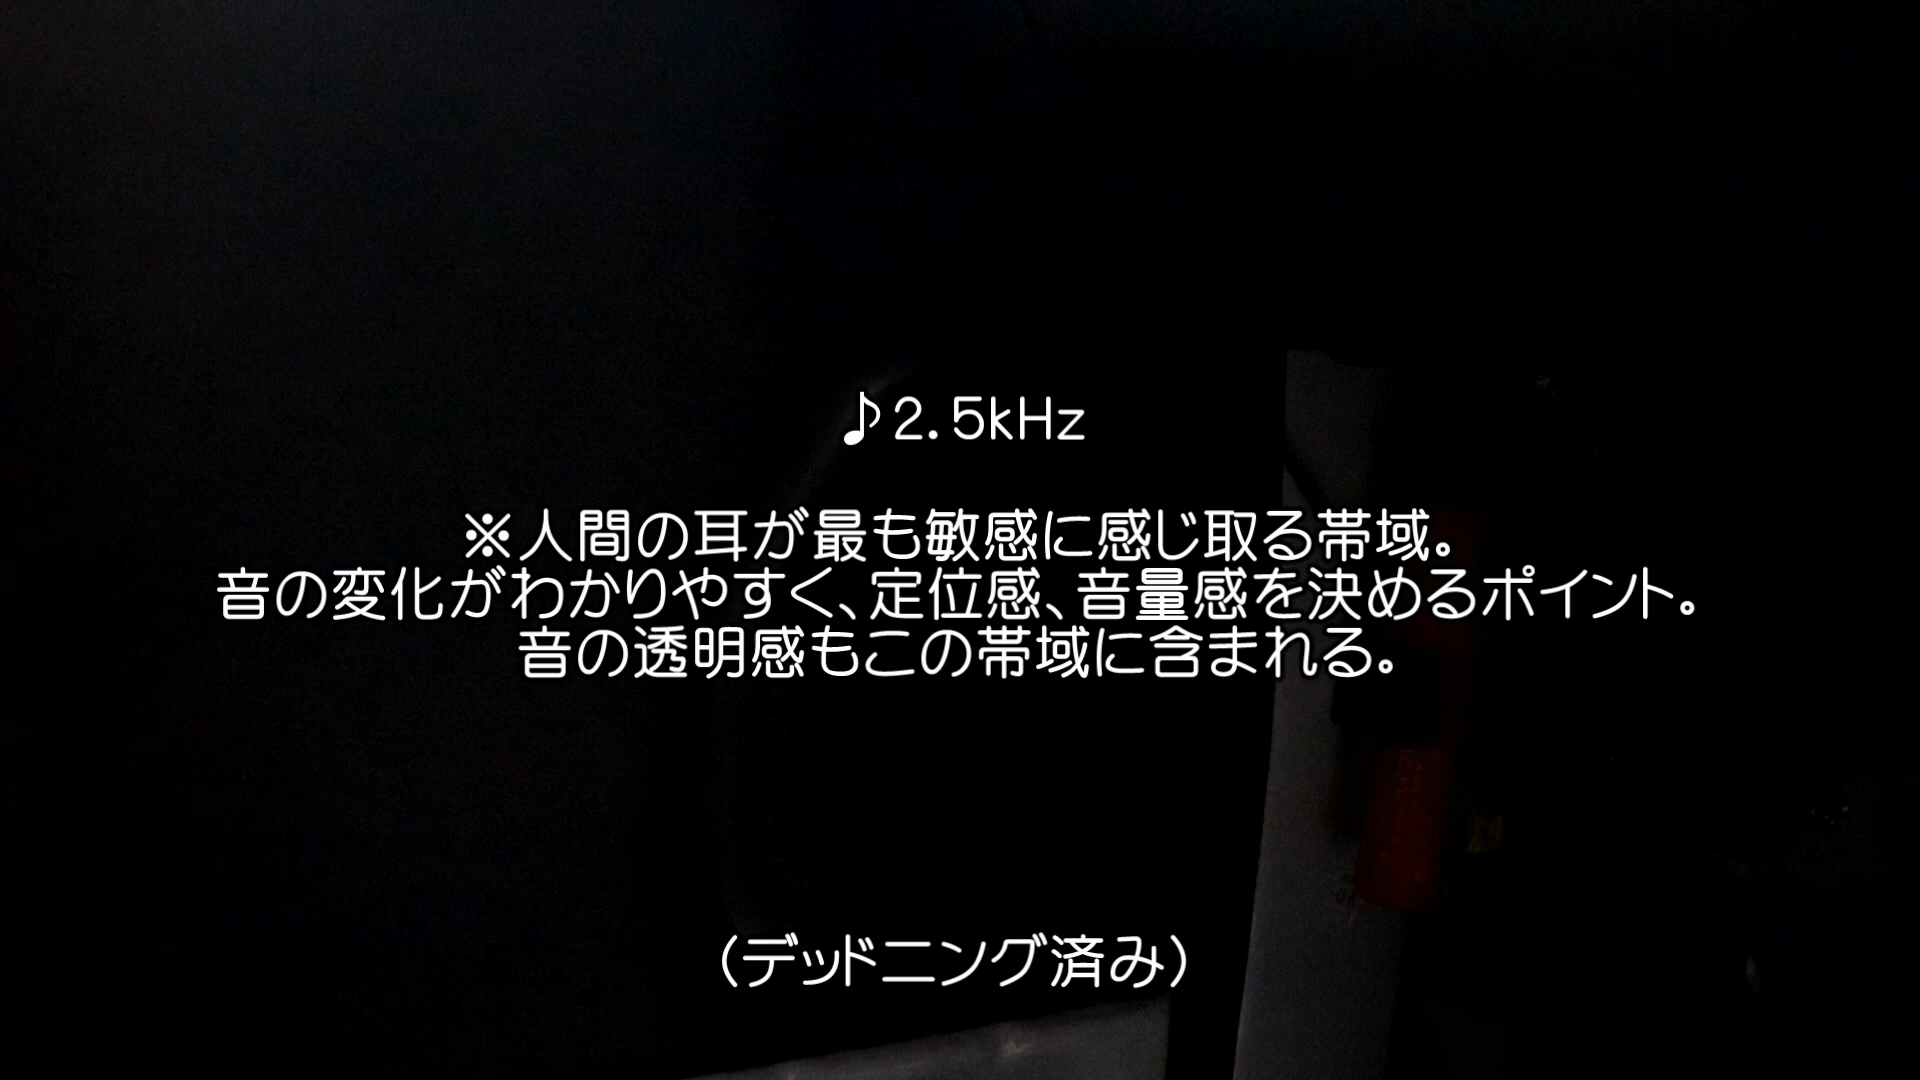 ♪2.5kHz
※人間の耳が最も敏感に感じ取る帯域。
音の変化がわかりやすく、定位感、音量感を決めるポイント。
音の透明感もこの帯域に含まれる。
（デッドニング済み）